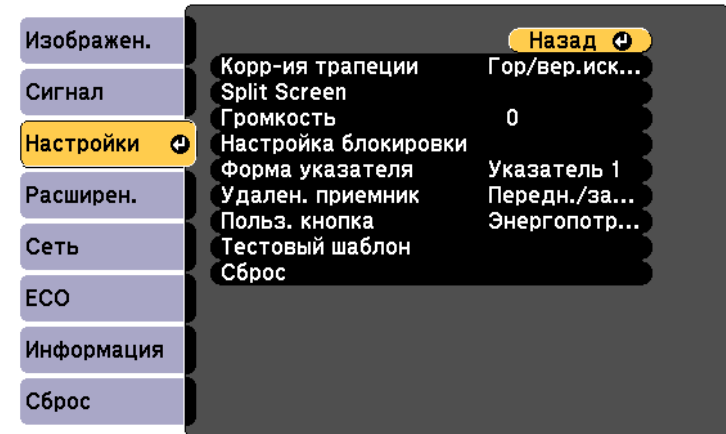 Изображен.
Сигнал
Настройки
Расширен.
Сеть
ECO
Информация
Сброс
Назад
Корр-ия трапеции Гор/вер.иск...
Split Screen
Громкость 0
Настройка блокировки
Форма указателя Указатель 1
Удален. приемник Передн./за...
Польз. кнопка Энергопотр...
Тестовый шаблон
Сброс